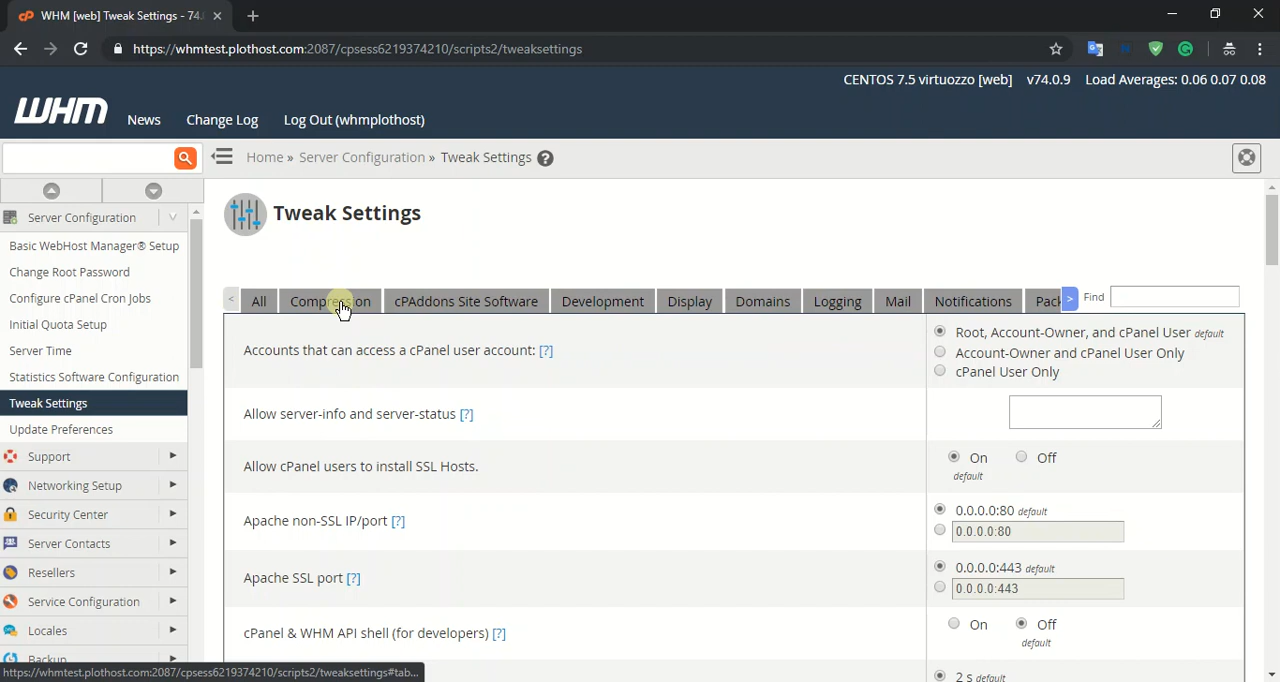 WHM [web] Tweak Settings - 74.
https://whmtest.plothost.com:2087/cpsess6219374210/scripts2/tweaksettings
CENTOS 7.5 virtuozzo [web] v74.0.9 Load Averages: 0.06 0.07 0.08
WHM News Change Log Log Out (whmplothost)
Home » Server Configuration » Tweak Settings
Server Configuration
Basic WebHost Manager® Setup
Change Root Password
Configure cPanel Cron Jobs
Initial Quota Setup
Server Time
Statistics Software Configuration
Tweak Settings
Update Preferences
Support
Networking Setup
Security Center
Server Contacts
Resellers
Service Configuration
Locales
Backup
Tweak Settings
< All Compression cPAddons Site Software Development Display Domains Logging Mail Notifications Pack > Find
Accounts that can access a cPanel user account: [?]
Root, Account-Owner, and cPanel User default
Account-Owner and cPanel User Only
cPanel User Only
Allow server-info and server-status [?]
Allow cPanel users to install SSL Hosts.
On Off
default
Apache non-SSL IP/port [?]
0.0.0.0:80 default
0.0.0.0:80
Apache SSL port [?]
0.0.0.0:443 default
0.0.0.0:443
cPanel & WHM API shell (for developers) [?]
On Off
default
2 s default
https://whmtest.plothost.com:2087/cpsess6219374210/scripts2/tweaksettings#tab...